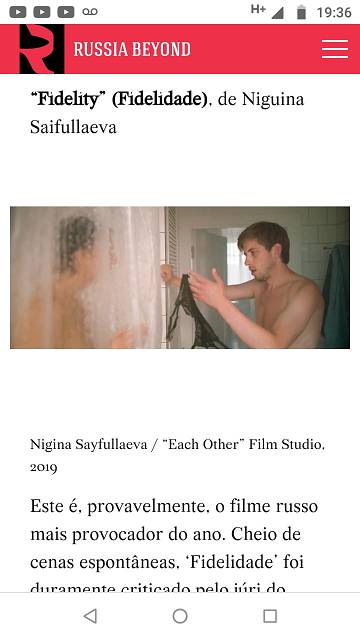 H+ 19:36
R RUSSIA BEYOND
“Fidelity” (Fidelidade), de Niguina
Saifullaeva
Nigina Sayfullaeva / “Each Other” Film Studio,
2019
Este é, provavelmente, o filme russo
mais provocador do ano. Cheio de
cenas espontâneas, ‘Fidelidade’ foi
duramente criticado pelo júri do